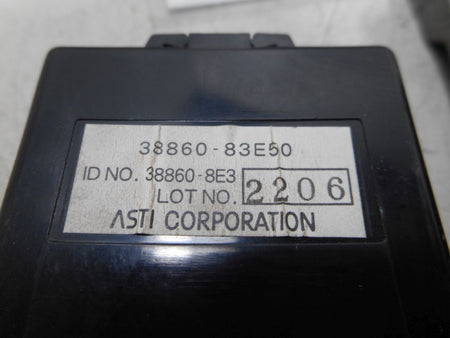 38860-83E50
ID NO. 38860-8E3
LOT NO. 2206
ASTI CORPORATION